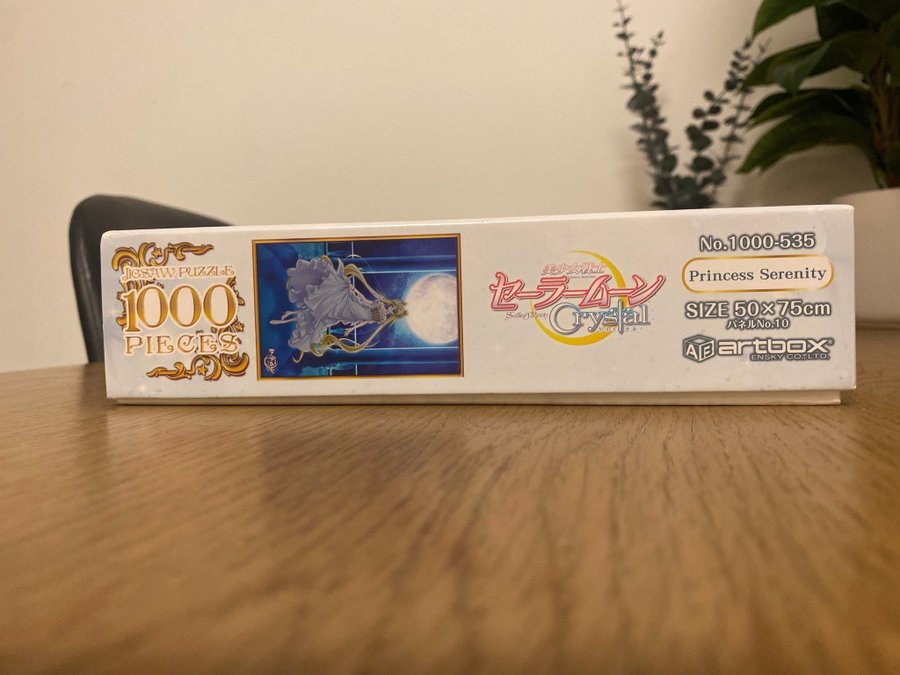 JIGSAW PUZZLE
1000
PIECES
美少女戦士
セーラームーン
Sailor Moon
Crystal
No.1000-535
Princess Serenity
SIZE 50×75cm
パネルNo.10
AB artbox®
ENSKY CO.,LTD.